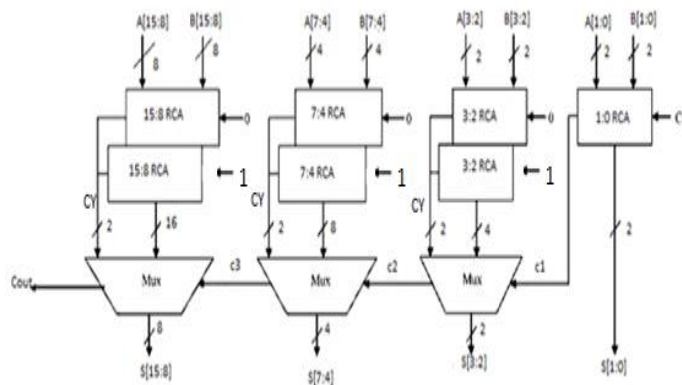 A[15:8] B[15:8] A[7:4] B[7:4] A[3:2] B[3:2] A[1:0] B[1:0]
8 8 4 4 2 2 2 2
15:8 RCA 0 7:4 RCA 0 3:2 RCA 0 1:0 RCA C
15:8 RCA 1 7:4 RCA 1 3:2 RCA 1
CY CY CY
2 16 2 8 2 4 2
Cout Mux c3 Mux c2 Mux c1
8 4 2
S[15:8] S[7:4] S[3:2] S[1:0]